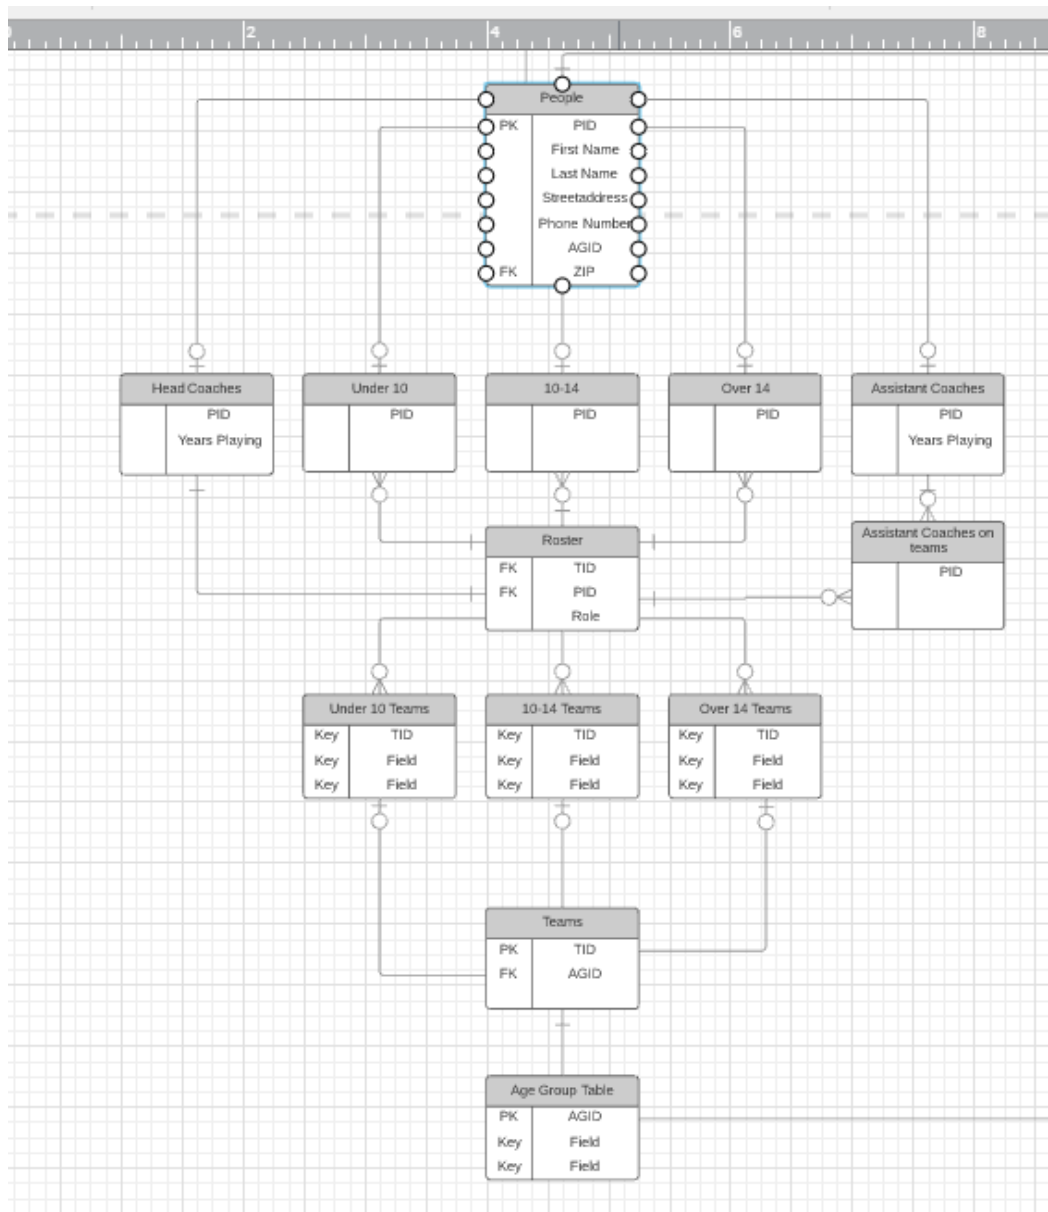 2 4 6 8
People
PK PID
First Name
Last Name
Streetaddress
Phone Number
AGID
FK ZIP
Head Coaches
PID
Years Playing
Under 10
PID
10-14
PID
Over 14
PID
Assistant Coaches
PID
Years Playing
Roster
FK TID
FK PID
Role
Assistant Coaches on
teams
PID
Under 10 Teams
Key TID
Key Field
Key Field
10-14 Teams
Key TID
Key Field
Key Field
Over 14 Teams
Key TID
Key Field
Key Field
Teams
PK TID
FK AGID
Age Group Table
PK AGID
Key Field
Key Field